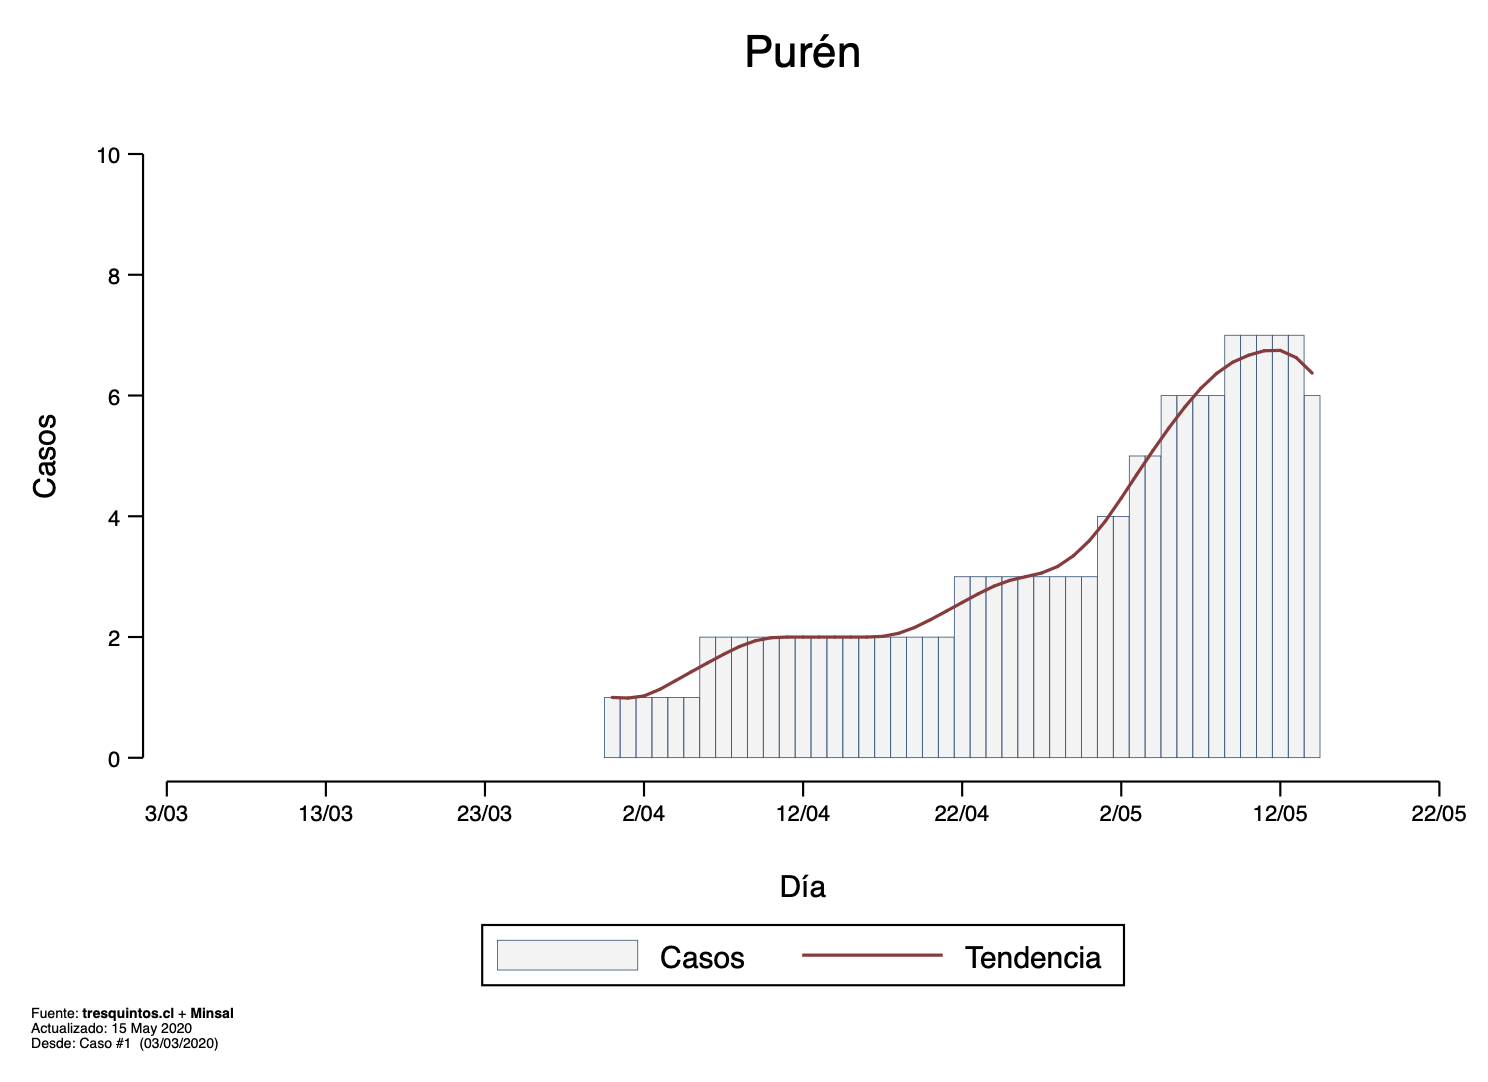 Purén
10
8
6
4
2
0
Casos
3/03 13/03 23/03 2/04 12/04 22/04 2/05 12/05 22/05
Día
Casos Tendencia
Fuente: tresquintos.cl + Minsal
Actualizado: 15 May 2020
Desde: Caso #1 (03/03/2020)